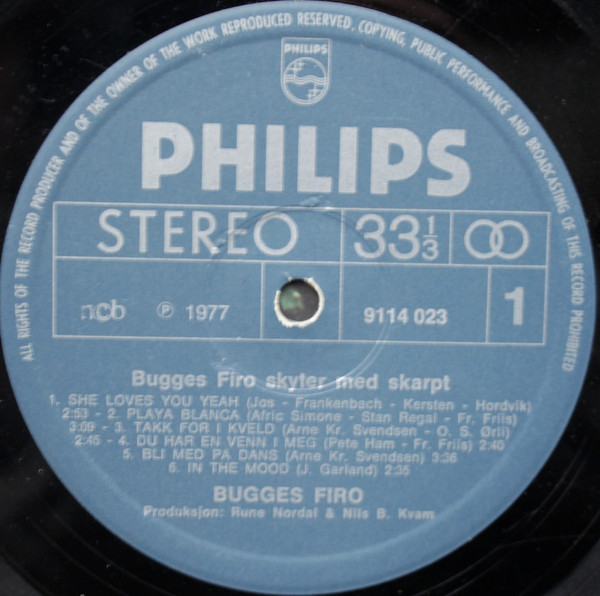 ALL RIGHTS OF THE RECORD PRODUCER AND OF THE OWNER OF THE WORK REPRODUCED RESERVED. COPYING, PUBLIC PERFORMANCE AND BROADCASTING OF THIS RECORD PROHIBITED
PHILIPS
PHILIPS
STEREO 33 1/3
ncb ℗ 1977 9114 023 1
Bugges Firo skyter med skarpt
1. SHE LOVES YOU YEAH (Jos - Frankenbach - Kersten - Hordvik)
2:53 - 2. PLAYA BLANCA (Afric Simone - Stan Regal - Fr. Friis)
3:09 - 3. TAKK FOR I KVELD (Arne Kr. Svendsen - O. S. Ørli)
2:45 - 4. DU HAR EN VENN I MEG (Pete Ham - Fr. Friis) 2:40
5. BLI MED PA DANS (Arne Kr. Svendsen) 3:36
6. IN THE MOOD (J. Garland) 2:35
BUGGES FIRO
Produksjon: Rune Nordal & Nils B. Kvam